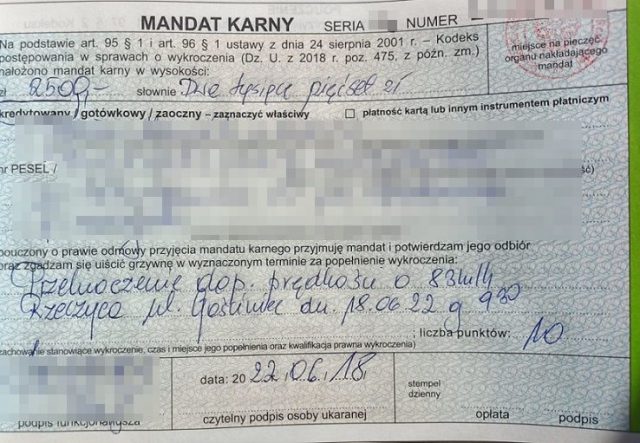 MANDAT KARNY SERIA NUMER
Na podstawie art. 95 § 1 i art. 96 § 1 ustawy z dnia 24 sierpnia 2001 r. – Kodeks
postępowania w sprawach o wykroczenia (Dz. U. z 2018 r. poz. 475, z późn. zm.)
nałożono mandat karny w wysokości:
miejsce na pieczęć
organu nakładającego
mandat
zł 2500,- słownie Dwa tysiące pięćset zł
kredytowany / gotówkowy / zaoczny – zaznaczyć właściwy ☐ płatność kartą lub innym instrumentem płatniczym
nr PESEL /
pouczony o prawie odmowy przyjęcia mandatu karnego przyjmuję mandat i potwierdzam jego odbiór
oraz zgadzam się uiścić grzywnę w wyznaczonym terminie za popełnienie wykroczenia:
Przekroczenie dop. prędkości o 83
Rzeczyca ul. dn. 18.06.22 g 9:30
; liczba punktów: 10
(zachowanie stanowiące wykroczenie, czas i miejsce jego popełnienia oraz kwalifikacja prawna wykroczenia)
data: 20 22.06.18
stempel
dzienny
podpis funkcjonariusza
czytelny podpis osoby ukaranej
opłata
podpis